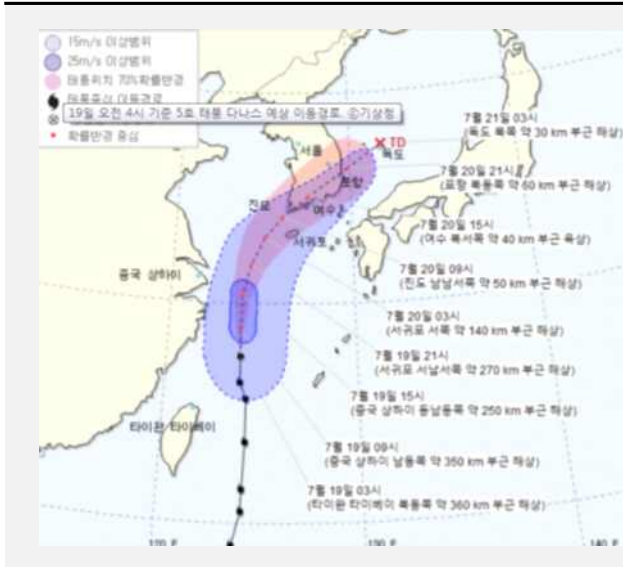 15m/s 이상범위
25m/s 이상범위
태풍위치 70%확률반경
태풍중심 이동경로
19일 오전 4시 기준 5호 태풍 다나스 예상 이동경로. ⓒ기상청
확률반경 중심
7월 21일 03시
(독도 북쪽 약 30 km 부근 해상)
TD
독도
서울
7월 20일 21시
(포항 북동쪽 약 60 km 부근 해상)
포항
진도
여수
7월 20일 15시
(여수 북서쪽 약 40 km 부근 육상)
서귀포
7월 20일 09시
(진도 남남서쪽 약 50 km 부근 해상)
중국 상하이
7월 20일 03시
(서귀포 서쪽 약 140 km 부근 해상)
7월 19일 21시
(서귀포 서남서쪽 약 270 km 부근 해상)
7월 19일 15시
(중국 상하이 동남동쪽 약 250 km 부근 해상)
타이완 타이베이
7월 19일 09시
(중국 상하이 남동쪽 약 350 km 부근 해상)
7월 19일 03시
(타이완 타이베이 북동쪽 약 360 km 부근 해상)
120 E
130 E
140 E